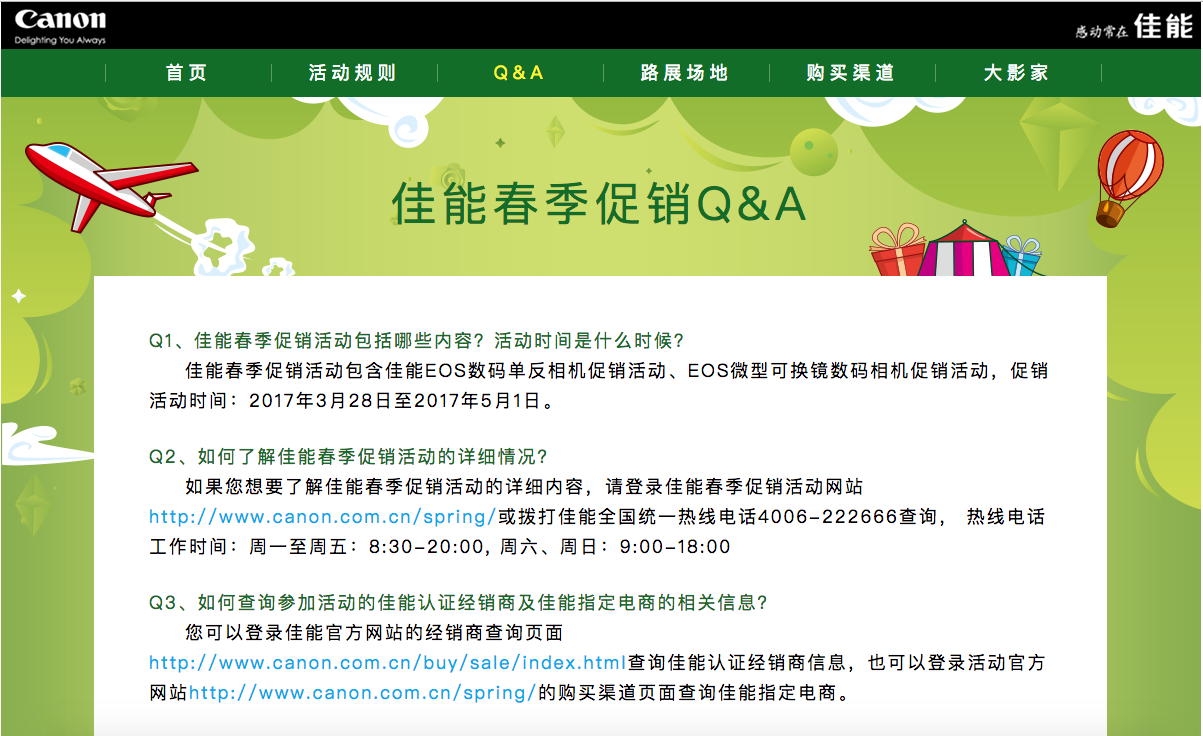 Canon
Delighting You Always
感动常在 佳能
首页 活动规则 Q&A 路展场地 购买渠道 大影家
佳能春季促销Q&A
Q1、佳能春季促销活动包括哪些内容？活动时间是什么时候？
佳能春季促销活动包含佳能EOS数码单反相机促销活动、EOS微型可换镜数码相机促销活动，促销
活动时间：2017年3月28日至2017年5月1日。
Q2、如何了解佳能春季促销活动的详细情况？
如果您想要了解佳能春季促销活动的详细内容，请登录佳能春季促销活动网站
http://www.canon.com.cn/spring/或拨打佳能全国统一热线电话4006-222666查询， 热线电话
工作时间：周一至周五：8:30-20:00, 周六、周日：9:00-18:00
Q3、如何查询参加活动的佳能认证经销商及佳能指定电商的相关信息？
您可以登录佳能官方网站的经销商查询页面
http://www.canon.com.cn/buy/sale/index.html查询佳能认证经销商信息，也可以登录活动官方
网站http://www.canon.com.cn/spring/的购买渠道页面查询佳能指定电商。